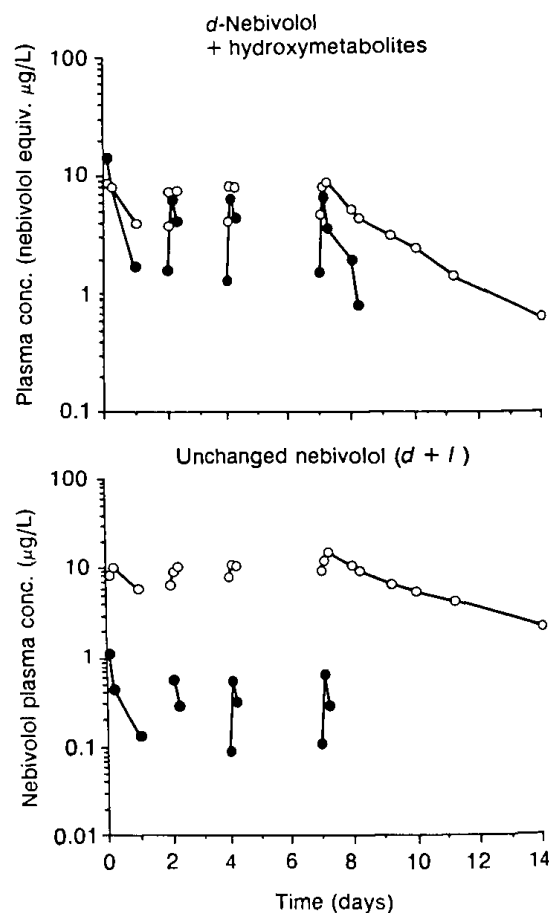 d-Nebivolol
+ hydroxymetabolites
Plasma conc. (nebivolol equiv. μg/L)
100
10
1
0.1
Unchanged nebivolol (d + l)
Nebivolol plasma conc. (μg/L)
100
10
1
0.1
0.01
0 2 4 6 8 10 12 14
Time (days)